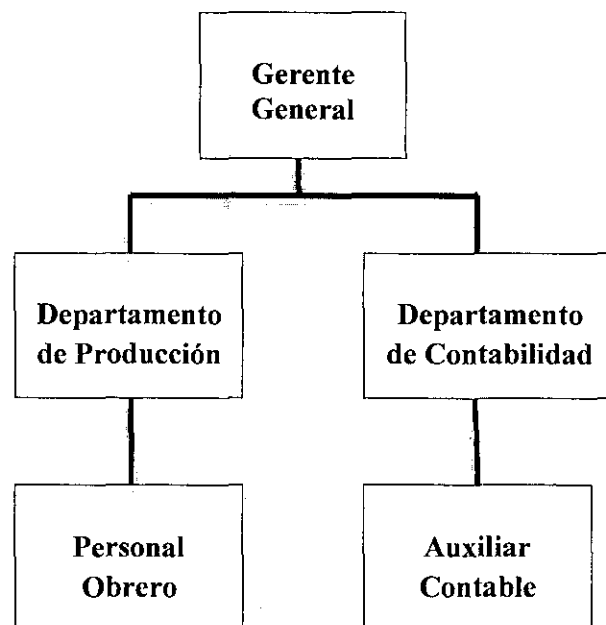 Gerente
General
Departamento
de Producción
Departamento
de Contabilidad
Personal
Obrero
Auxiliar
Contable